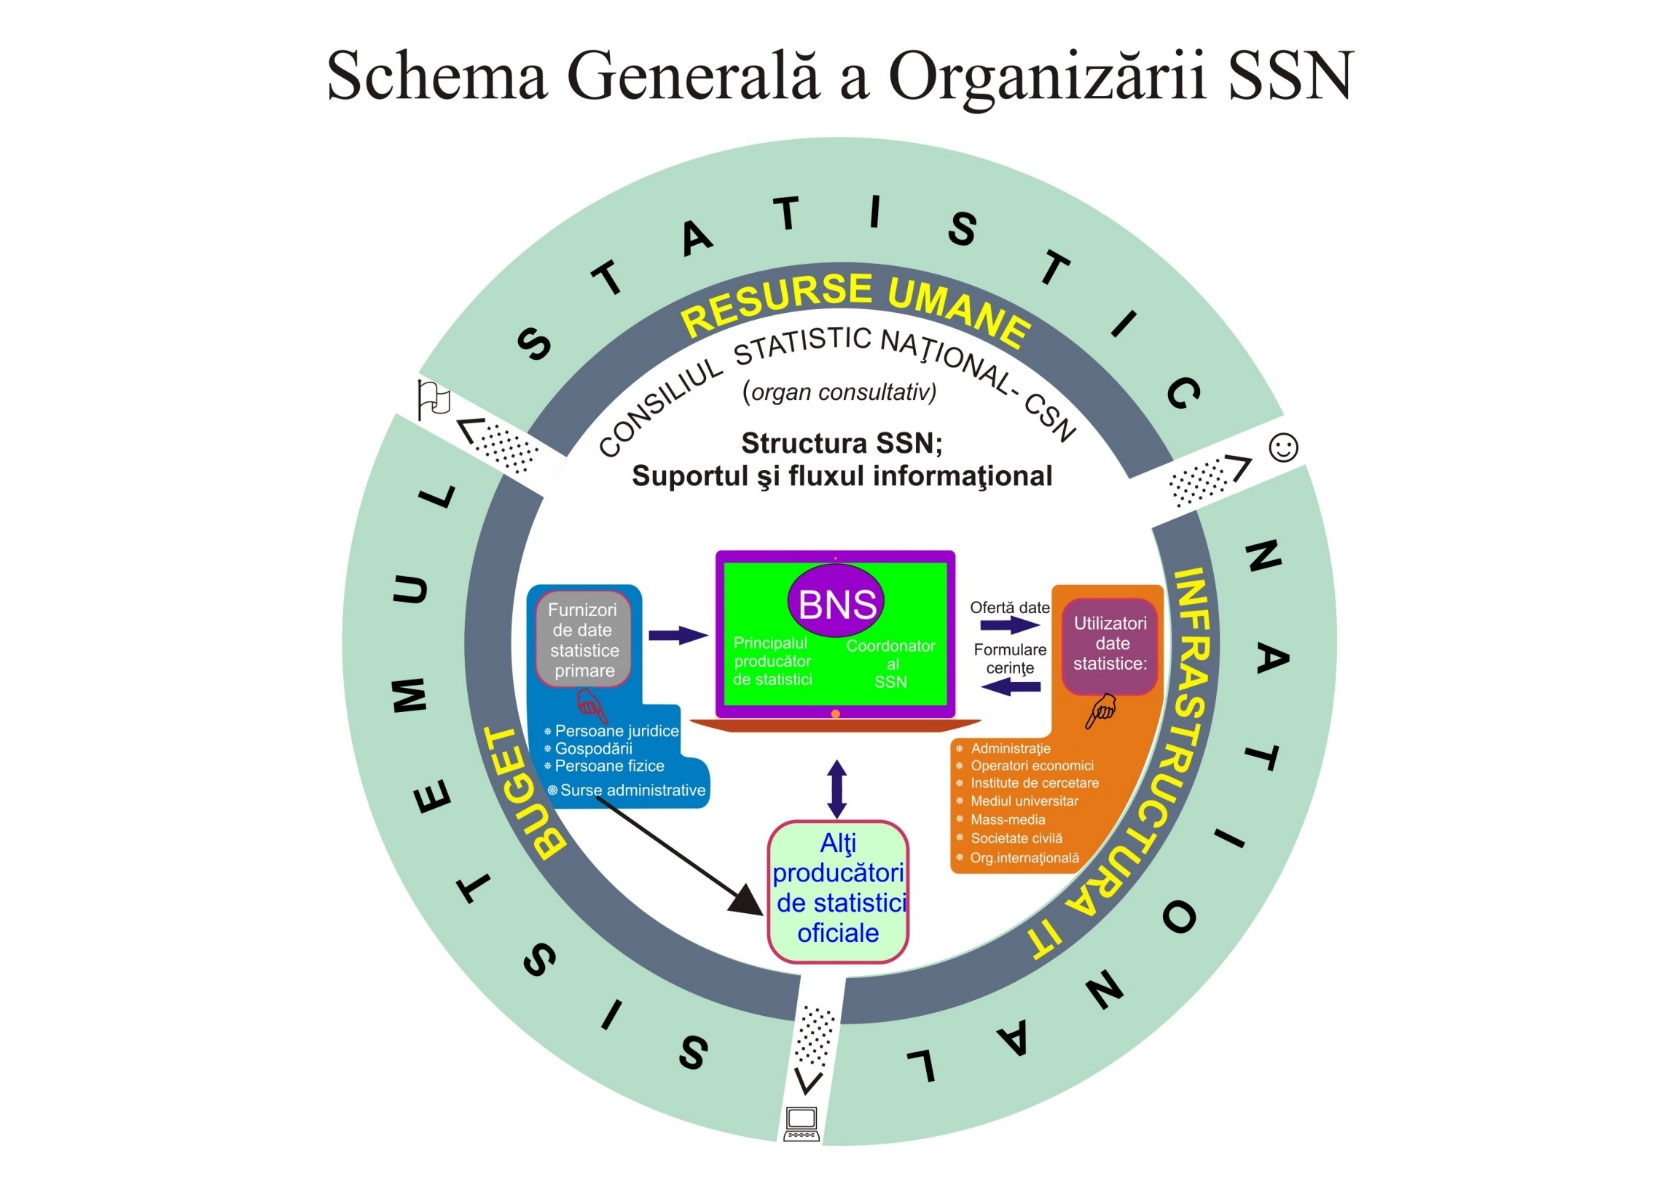 Schema Generală a Organizării SSN
SISTEMUL STATISTIC NAȚIONAL
RESURSE UMANE
CONSILIUL STATISTIC NAŢIONAL- CSN
(organ consultativ)
Structura SSN;
Suportul şi fluxul informaţional
BUGET
INFRASTRUCTURA IT
Furnizori
de date
statistice
primare
Persoane juridice
Gospodării
Persoane fizice
Surse administrative
BNS
Principalul
producător
de statistici
Coordonator
al
SSN
Ofertă date
Formulare
cerinţe
Utilizatori
date
statistice:
Administraţie
Operatori economici
Institute de cercetare
Mediul universitar
Mass-media
Societate civilă
Org.internaţională
Alţi
producători
de statistici
oficiale